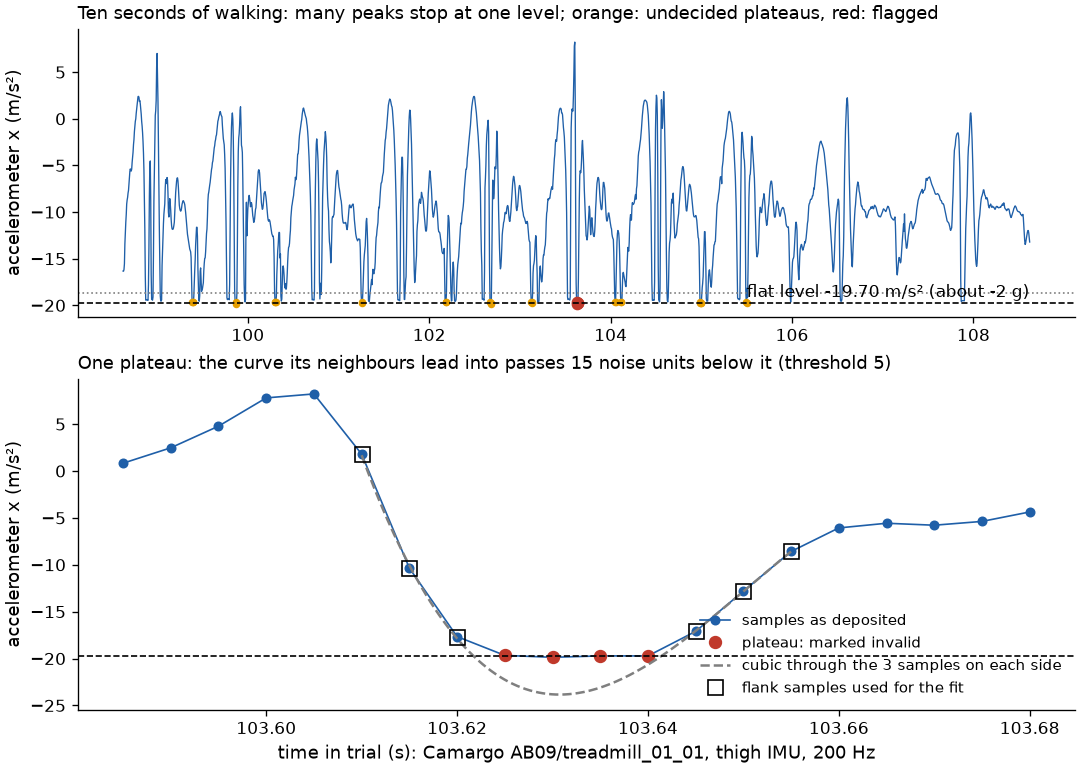 Ten seconds of walking: many peaks stop at one level; orange: undecided plateaus, red: flagged
accelerometer x (m/s²)
5
0
−5
−10
−15
−20
flat level -19.70 m/s² (about -2 g)
100
102
104
106
108
One plateau: the curve its neighbours lead into passes 15 noise units below it (threshold 5)
accelerometer x (m/s²)
5
0
−5
−10
−15
−20
−25
samples as deposited
plateau: marked invalid
cubic through the 3 samples on each side
flank samples used for the fit
103.60
103.62
103.64
103.66
103.68
time in trial (s): Camargo AB09/treadmill_01_01, thigh IMU, 200 Hz